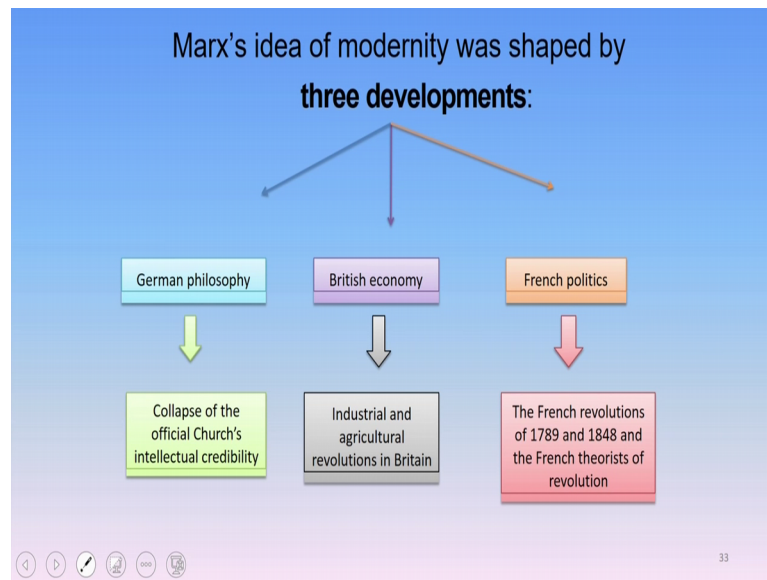 Marx’s idea of modernity was shaped by
three developments:
German philosophy
British economy
French politics
Collapse of the
official Church’s
intellectual credibility
Industrial and
agricultural
revolutions in Britain
The French revolutions
of 1789 and 1848 and
the French theorists of
revolution
33